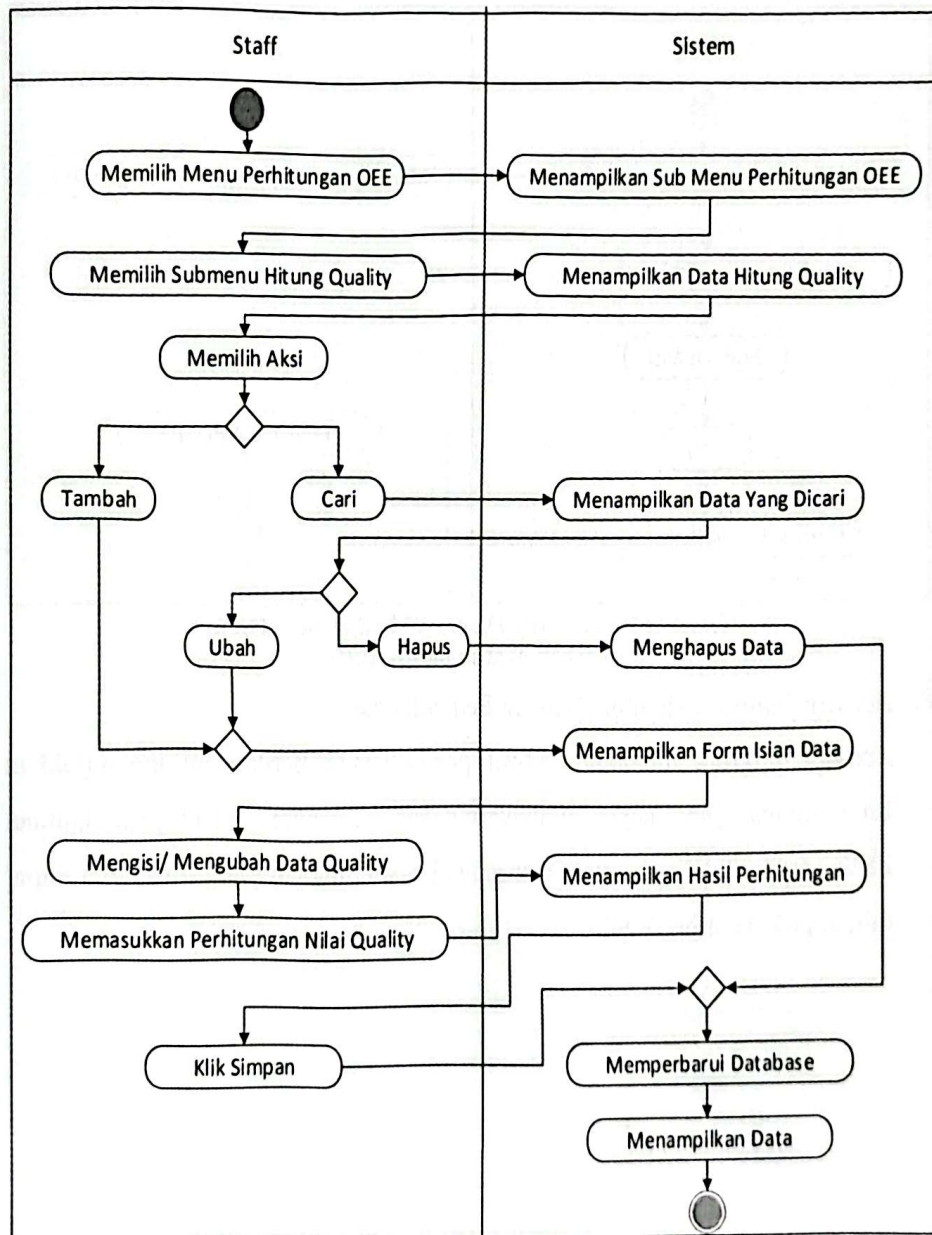 Staff
Sistem
Memilih Menu Perhitungan OEE
Menampilkan Sub Menu Perhitungan OEE
Memilih Submenu Hitung Quality
Menampilkan Data Hitung Quality
Memilih Aksi
Tambah
Cari
Menampilkan Data Yang Dicari
Ubah
Hapus
Menghapus Data
Menampilkan Form Isian Data
Mengisi/ Mengubah Data Quality
Menampilkan Hasil Perhitungan
Memasukkan Perhitungan Nilai Quality
Klik Simpan
Memperbarui Database
Menampilkan Data